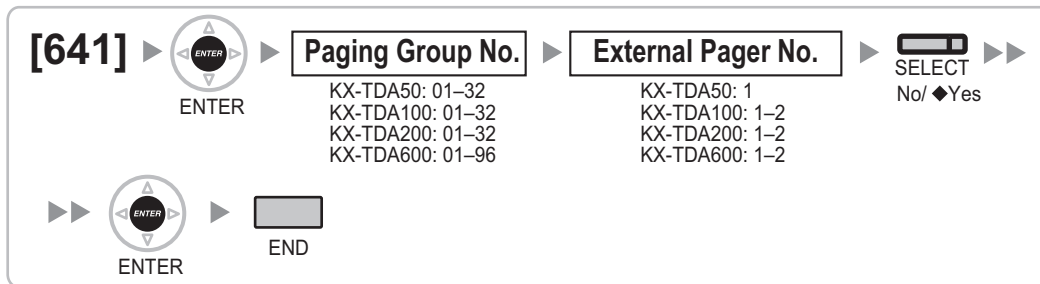 [641] ENTER Paging Group No. External Pager No. SELECT
ENTER
No/ ◆Yes
KX-TDA50: 01–32
KX-TDA100: 01–32
KX-TDA200: 01–32
KX-TDA600: 01–96
KX-TDA50: 1
KX-TDA100: 1–2
KX-TDA200: 1–2
KX-TDA600: 1–2
ENTER
ENTER
END